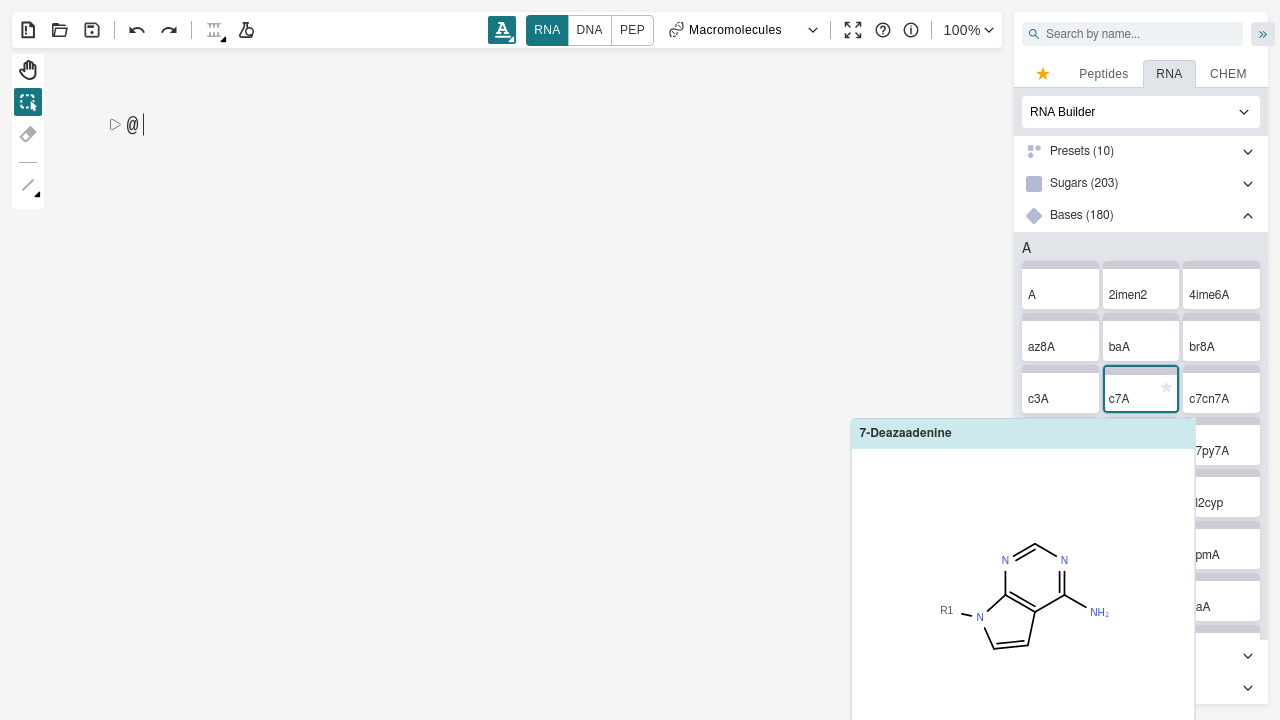 A RNA DNA PEP Macromolecules 100%
Search by name...
Peptides RNA CHEM
RNA Builder
@
Presets (10)
Sugars (203)
Bases (180)
A
A 2imen2 4ime6A
az8A baA br8A
c3A c7A c7cn7A
7-Deazaadenine
7py7A
l2cyp
pmA
aA
N N
R1 N NH₂